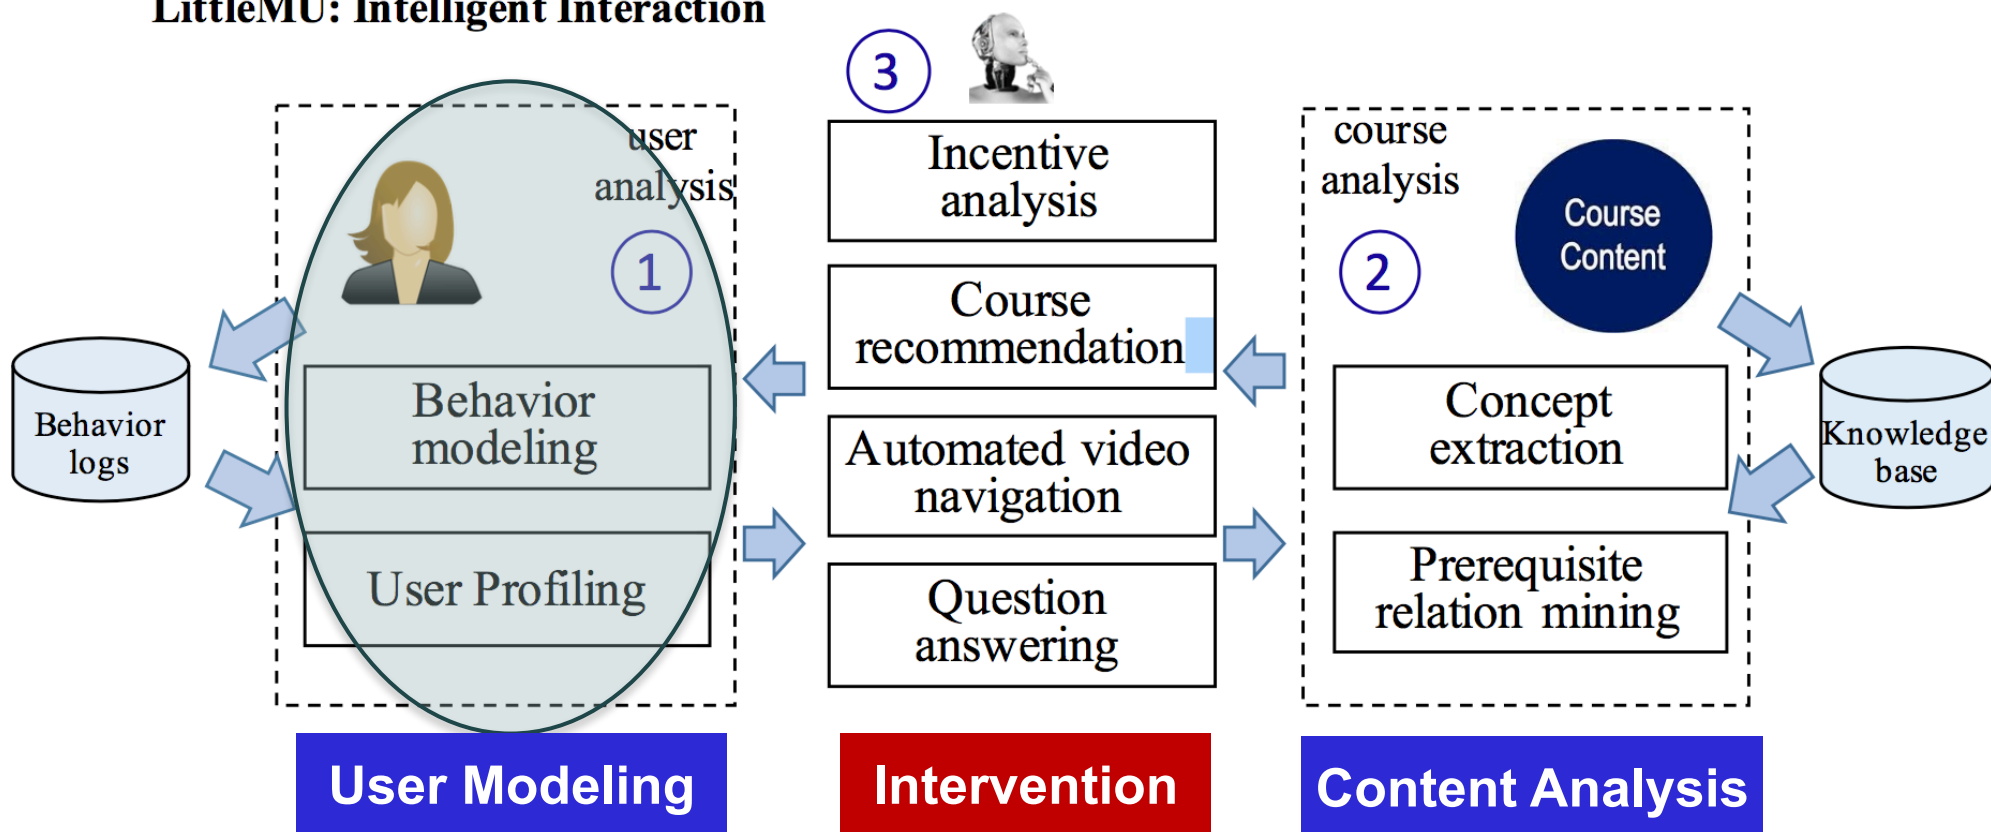 LittleMU: Intelligent Interaction
user
analysis
1
Behavior
modeling
User Profiling
Behavior
logs
3
Incentive
analysis
Course
recommendation
Automated video
navigation
Question
answering
course
analysis
2
Course
Content
Concept
extraction
Prerequisite
relation mining
Knowledge
base
User Modeling
Intervention
Content Analysis